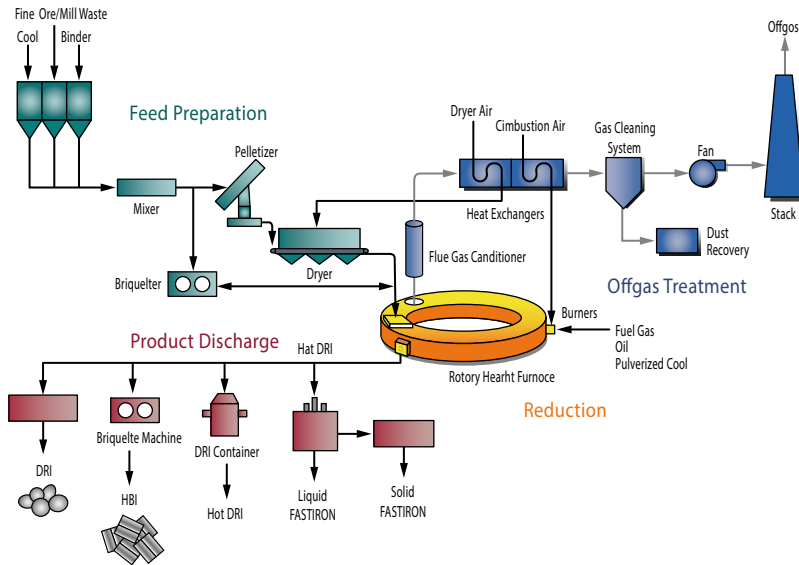 Fine Ore/Mill Waste
Cool
Binder
Feed Preparation
Pelletizer
Mixer
Dryer
Briquelter
Dryer Air
Cimbustion Air
Heat Exchangers
Gas Cleaning
System
Fan
Offgos
Stack
Dust
Recovery
Flue Gas Canditioner
Offgas Treatment
Burners
Fuel Gas
Oil
Pulverized Cool
Rotory Hearht Furnoce
Reduction
Product Discharge
Hat DRI
DRI
Briquelte Machine
HBI
DRI Container
Hot DRI
Liquid
FASTIRON
Solid
FASTIRON